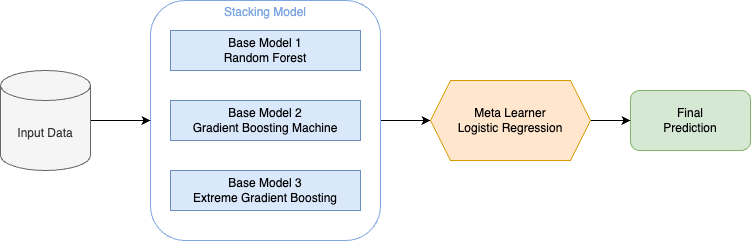 Stacking Model
Base Model 1
Random Forest
Input Data
Base Model 2
Gradient Boosting Machine
Base Model 3
Extreme Gradient Boosting
Meta Learner
Logistic Regression
Final
Prediction